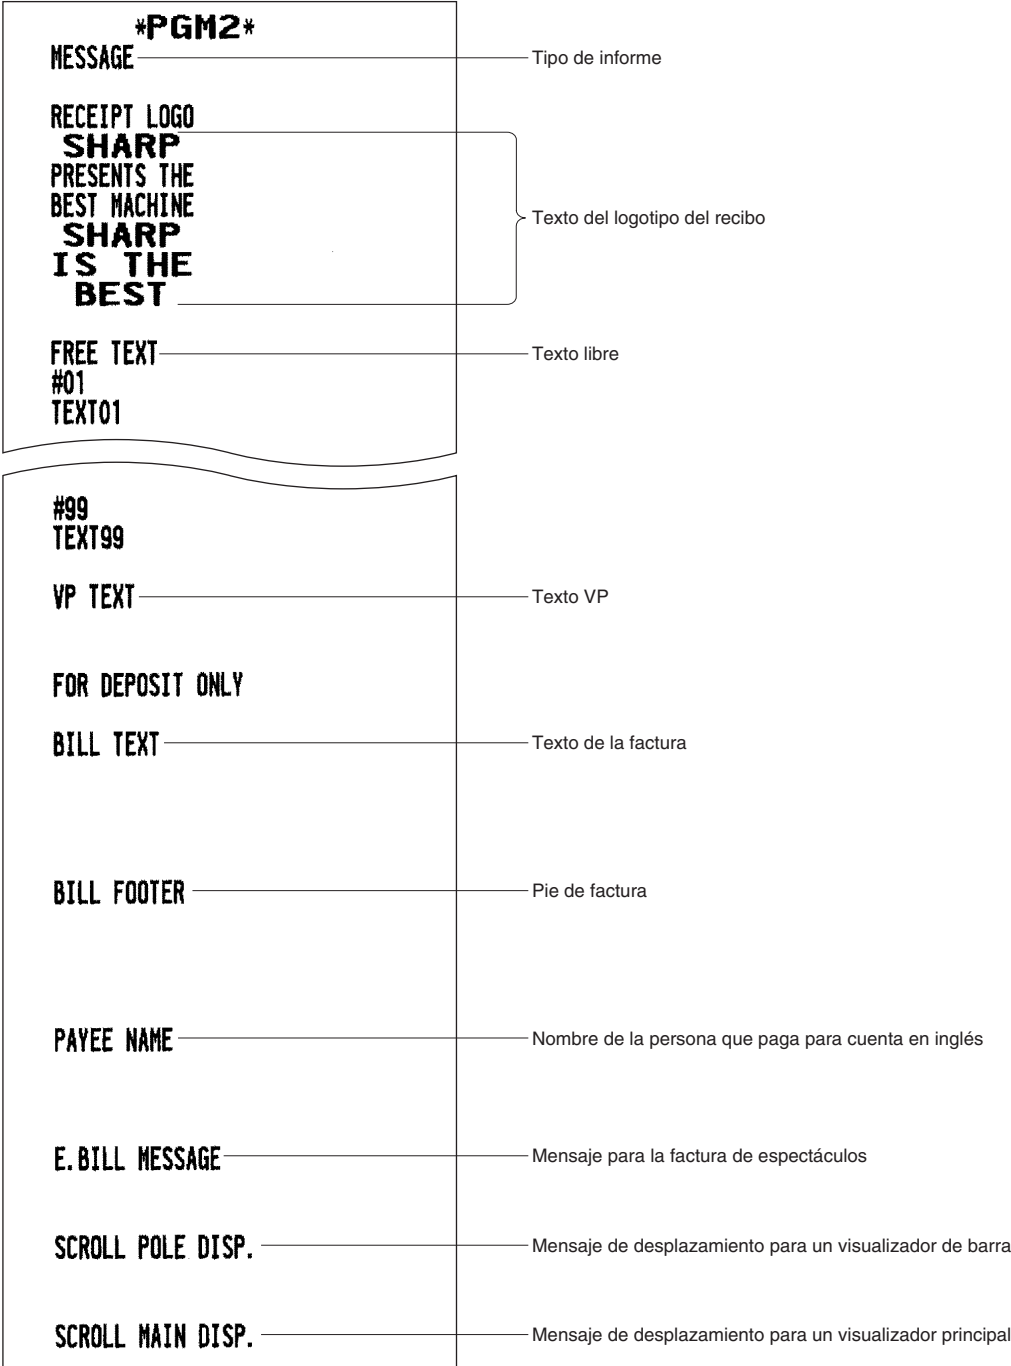 *PGM2*
MESSAGE
Tipo de informe
RECEIPT LOGO
SHARP
PRESENTS THE
BEST MACHINE
SHARP
IS THE
BEST
Texto del logotipo del recibo
FREE TEXT
Texto libre
#01
TEXT01
#99
TEXT99
VP TEXT
Texto VP
FOR DEPOSIT ONLY
BILL TEXT
Texto de la factura
BILL FOOTER
Pie de factura
PAYEE NAME
Nombre de la persona que paga para cuenta en inglés
E.BILL MESSAGE
Mensaje para la factura de espectáculos
SCROLL POLE DISP.
Mensaje de desplazamiento para un visualizador de barra
SCROLL MAIN DISP.
Mensaje de desplazamiento para un visualizador principal